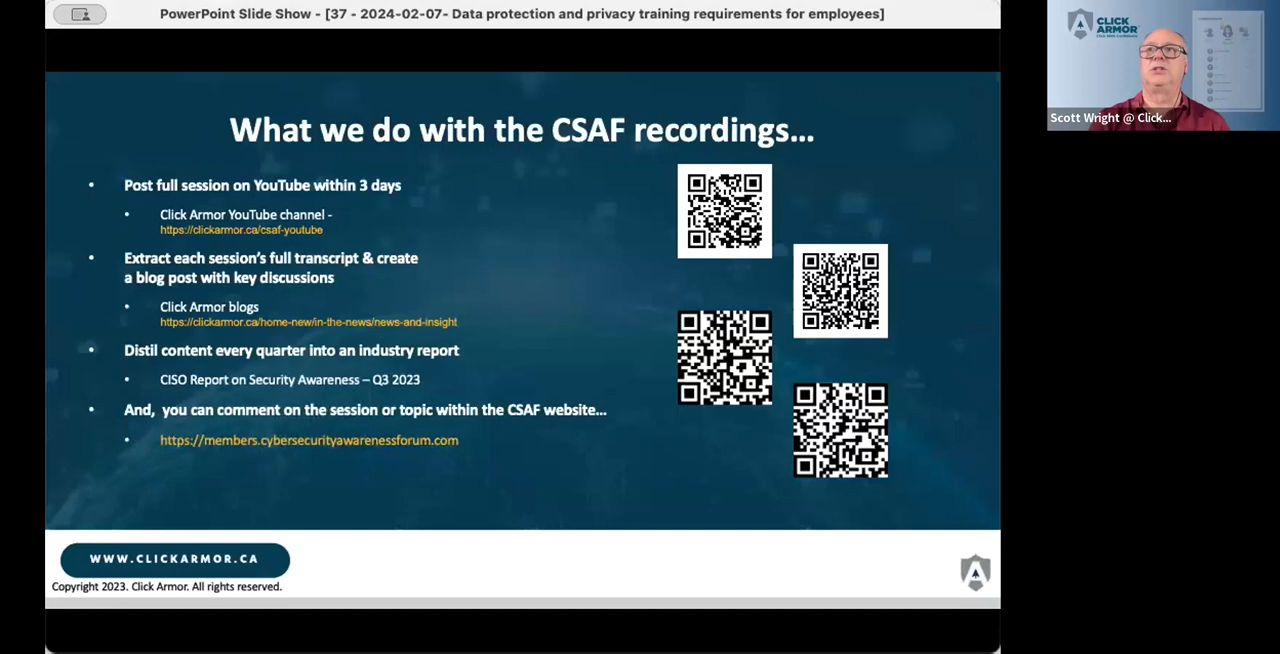 PowerPoint Slide Show - [37 - 2024-02-07- Data protection and privacy training requirements for employees]
CLICK
ARMOR
Scott Wright @ Click...
What we do with the CSAF recordings...
• Post full session on YouTube within 3 days
• Click Armor YouTube channel -
https://clickarmor.ca/csaf-youtube
• Extract each session's full transcript & create
a blog post with key discussions
• Click Armor blogs
https://clickarmor.ca/home-new/in-the-news/news-and-insight
• Distil content every quarter into an industry report
• CISO Report on Security Awareness – Q3 2023
• And, you can comment on the session or topic within the CSAF website...
• https://members.cybersecurityawarenessforum.com
WWW.CLICKARMOR.CA
Copyright 2023. Click Armor. All rights reserved.